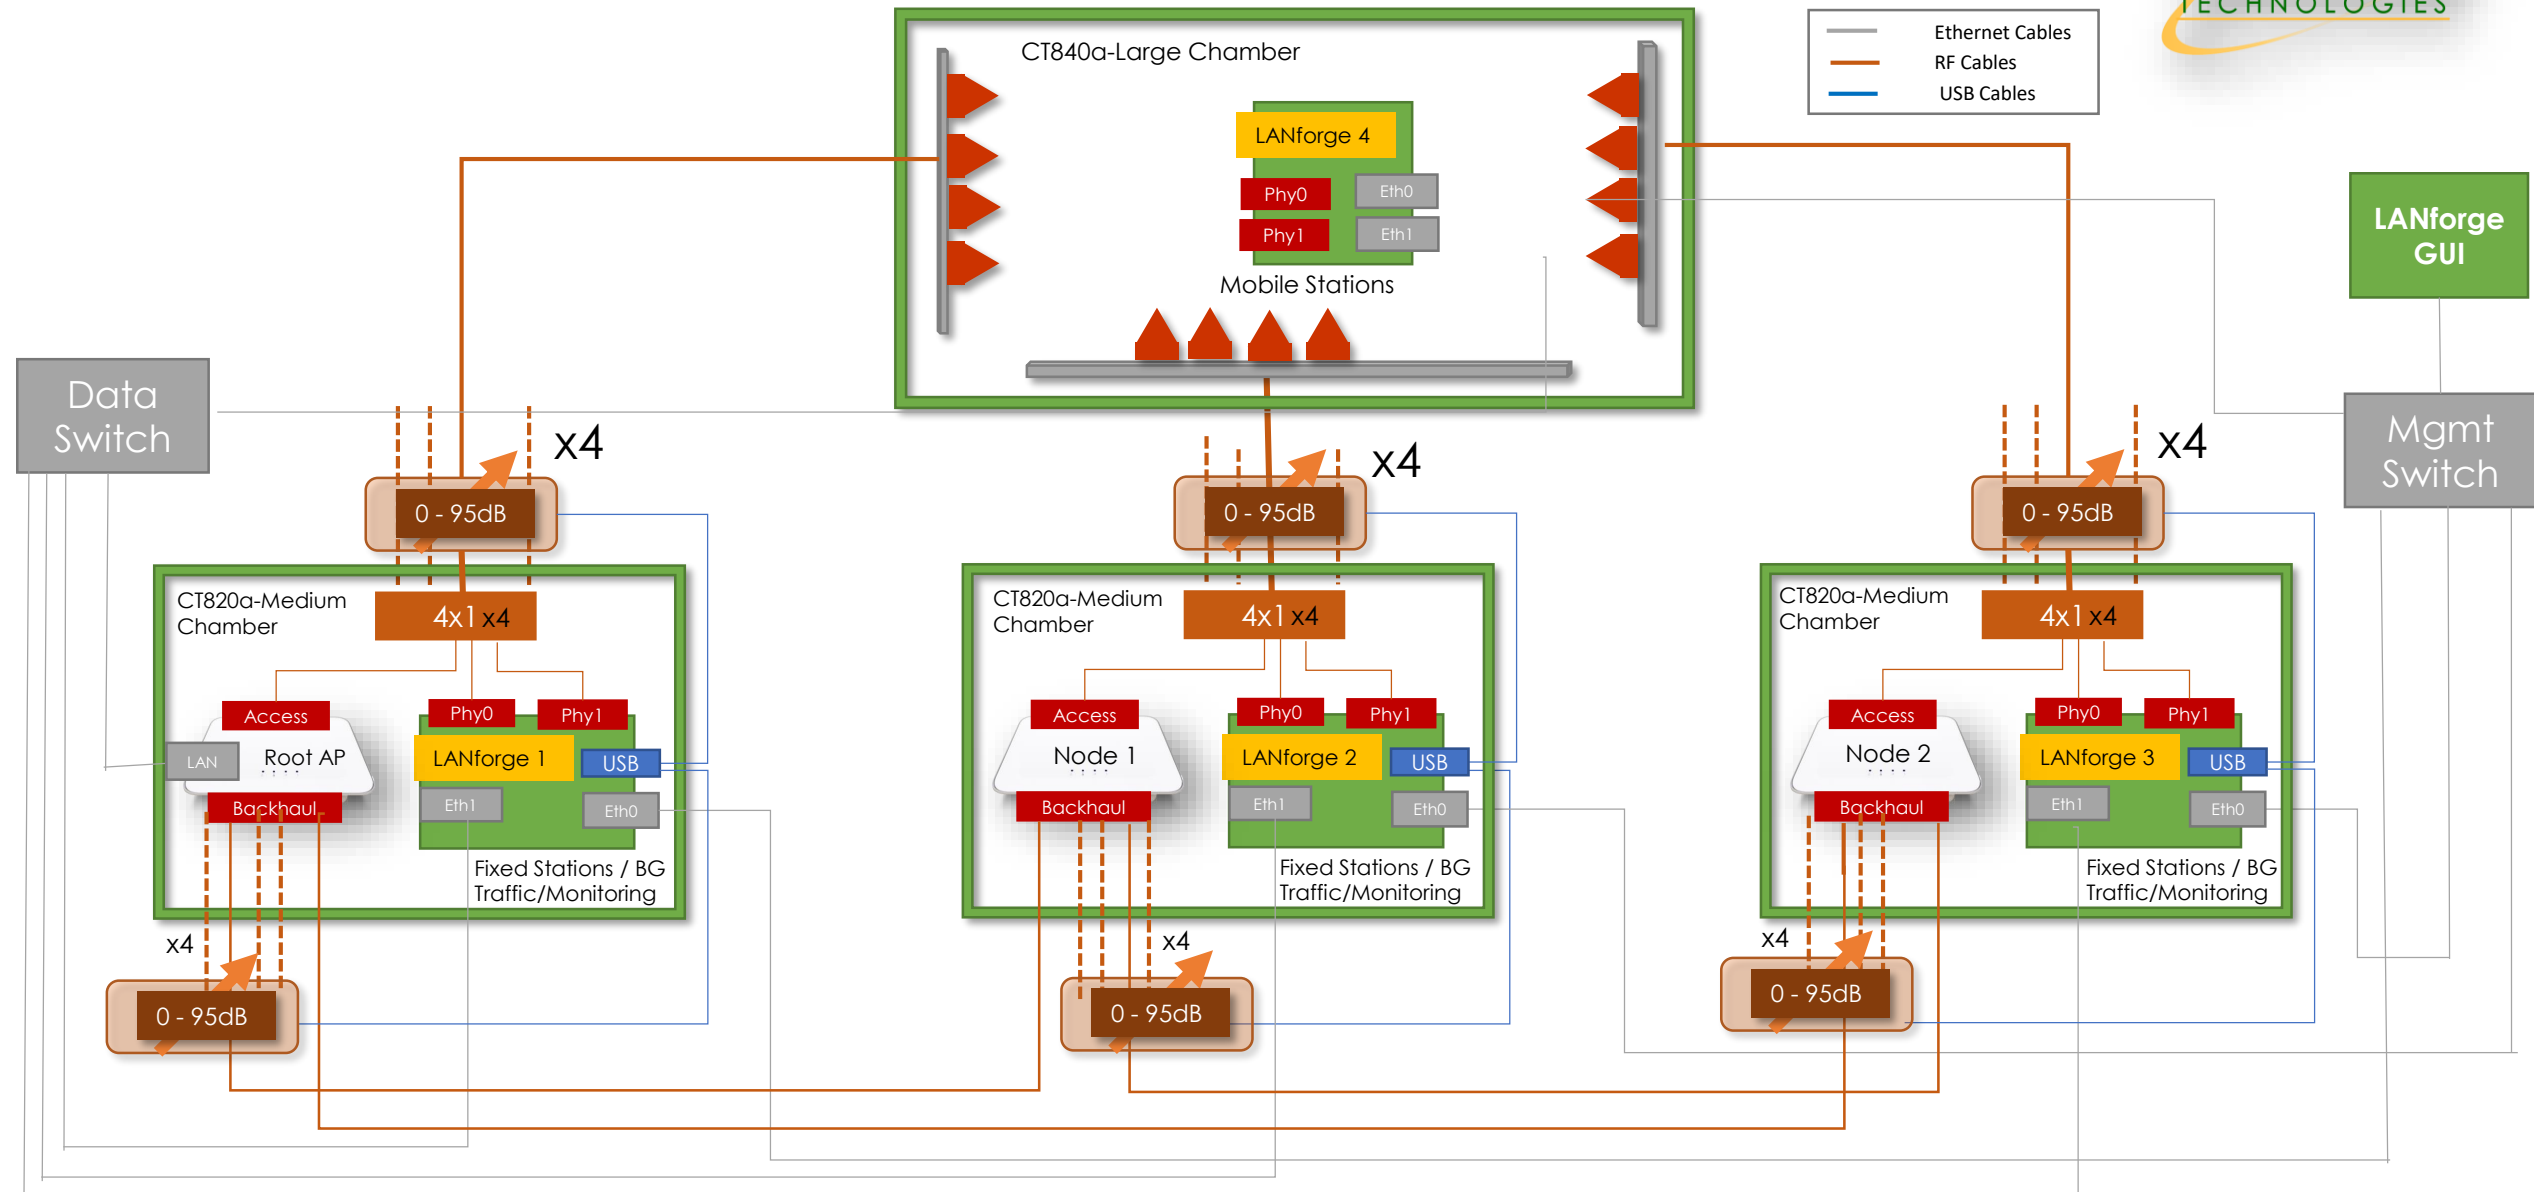 TECHNOLOGIES
Ethernet Cables
RF Cables
USB Cables
CT840a-Large Chamber
LANforge 4
Phy0
Eth0
Phy1
Eth1
Mobile Stations
LANforge
GUI
Data
Switch
Mgmt
Switch
x4
x4
x4
0 - 95dB
0 - 95dB
0 - 95dB
CT820a-Medium
Chamber
4x1 x4
Access
Phy0
Phy1
LAN
Root AP
LANforge 1
USB
Backhaul
Eth1
Eth0
Fixed Stations / BG
Traffic/Monitoring
CT820a-Medium
Chamber
4x1 x4
Access
Phy0
Phy1
Node 1
LANforge 2
USB
Backhaul
Eth1
Eth0
Fixed Stations / BG
Traffic/Monitoring
CT820a-Medium
Chamber
4x1 x4
Access
Phy0
Phy1
Node 2
LANforge 3
USB
Backhaul
Eth1
Eth0
Fixed Stations / BG
Traffic/Monitoring
x4
0 - 95dB
x4
0 - 95dB
x4
0 - 95dB